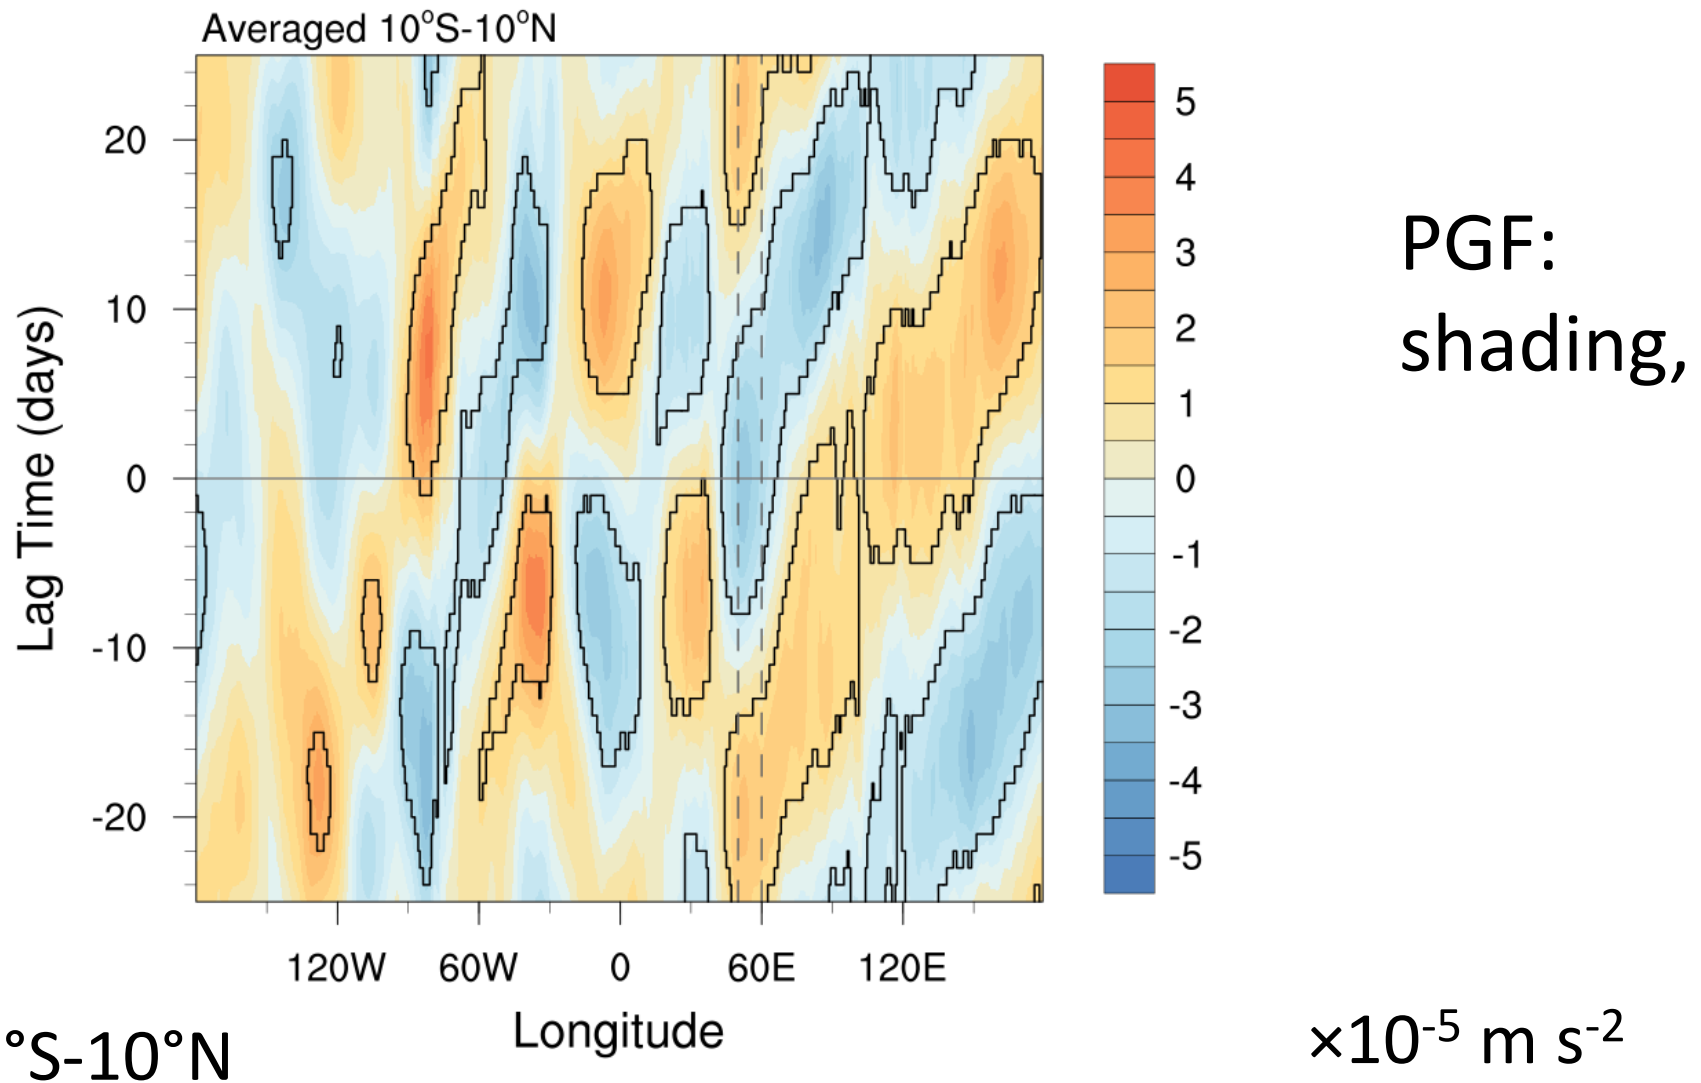 Averaged 10°S-10°N
PGF:
shading,
Lag Time (days)
20
10
0
-10
-20
120W 60W 0 60E 120E
Longitude
5
4
3
2
1
0
-1
-2
-3
-4
-5
°S-10°N
×10⁻⁵ m s⁻²